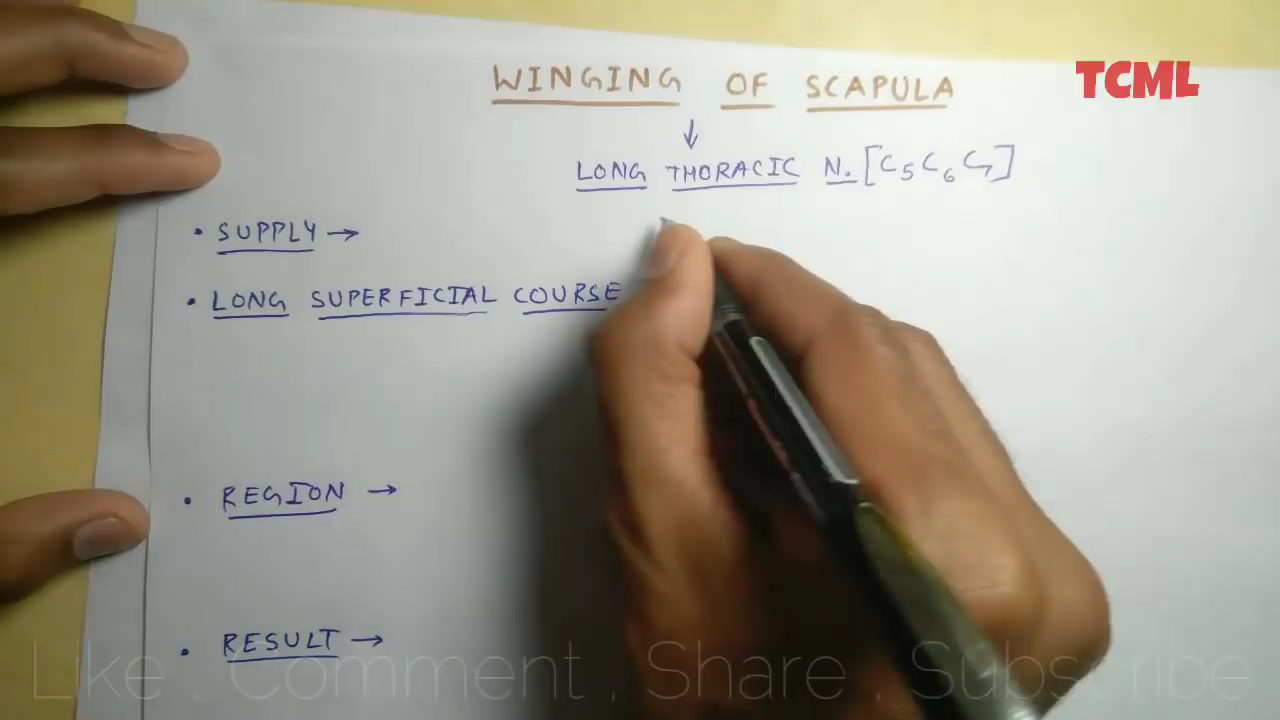 WINGING OF SCAPULA
TCML
↓
LONG THORACIC N. [C5 C6 C7]
• SUPPLY →
• LONG SUPERFICIAL COURSE
• REGION →
• RESULT →
Like . Comment . Share . Subscribe